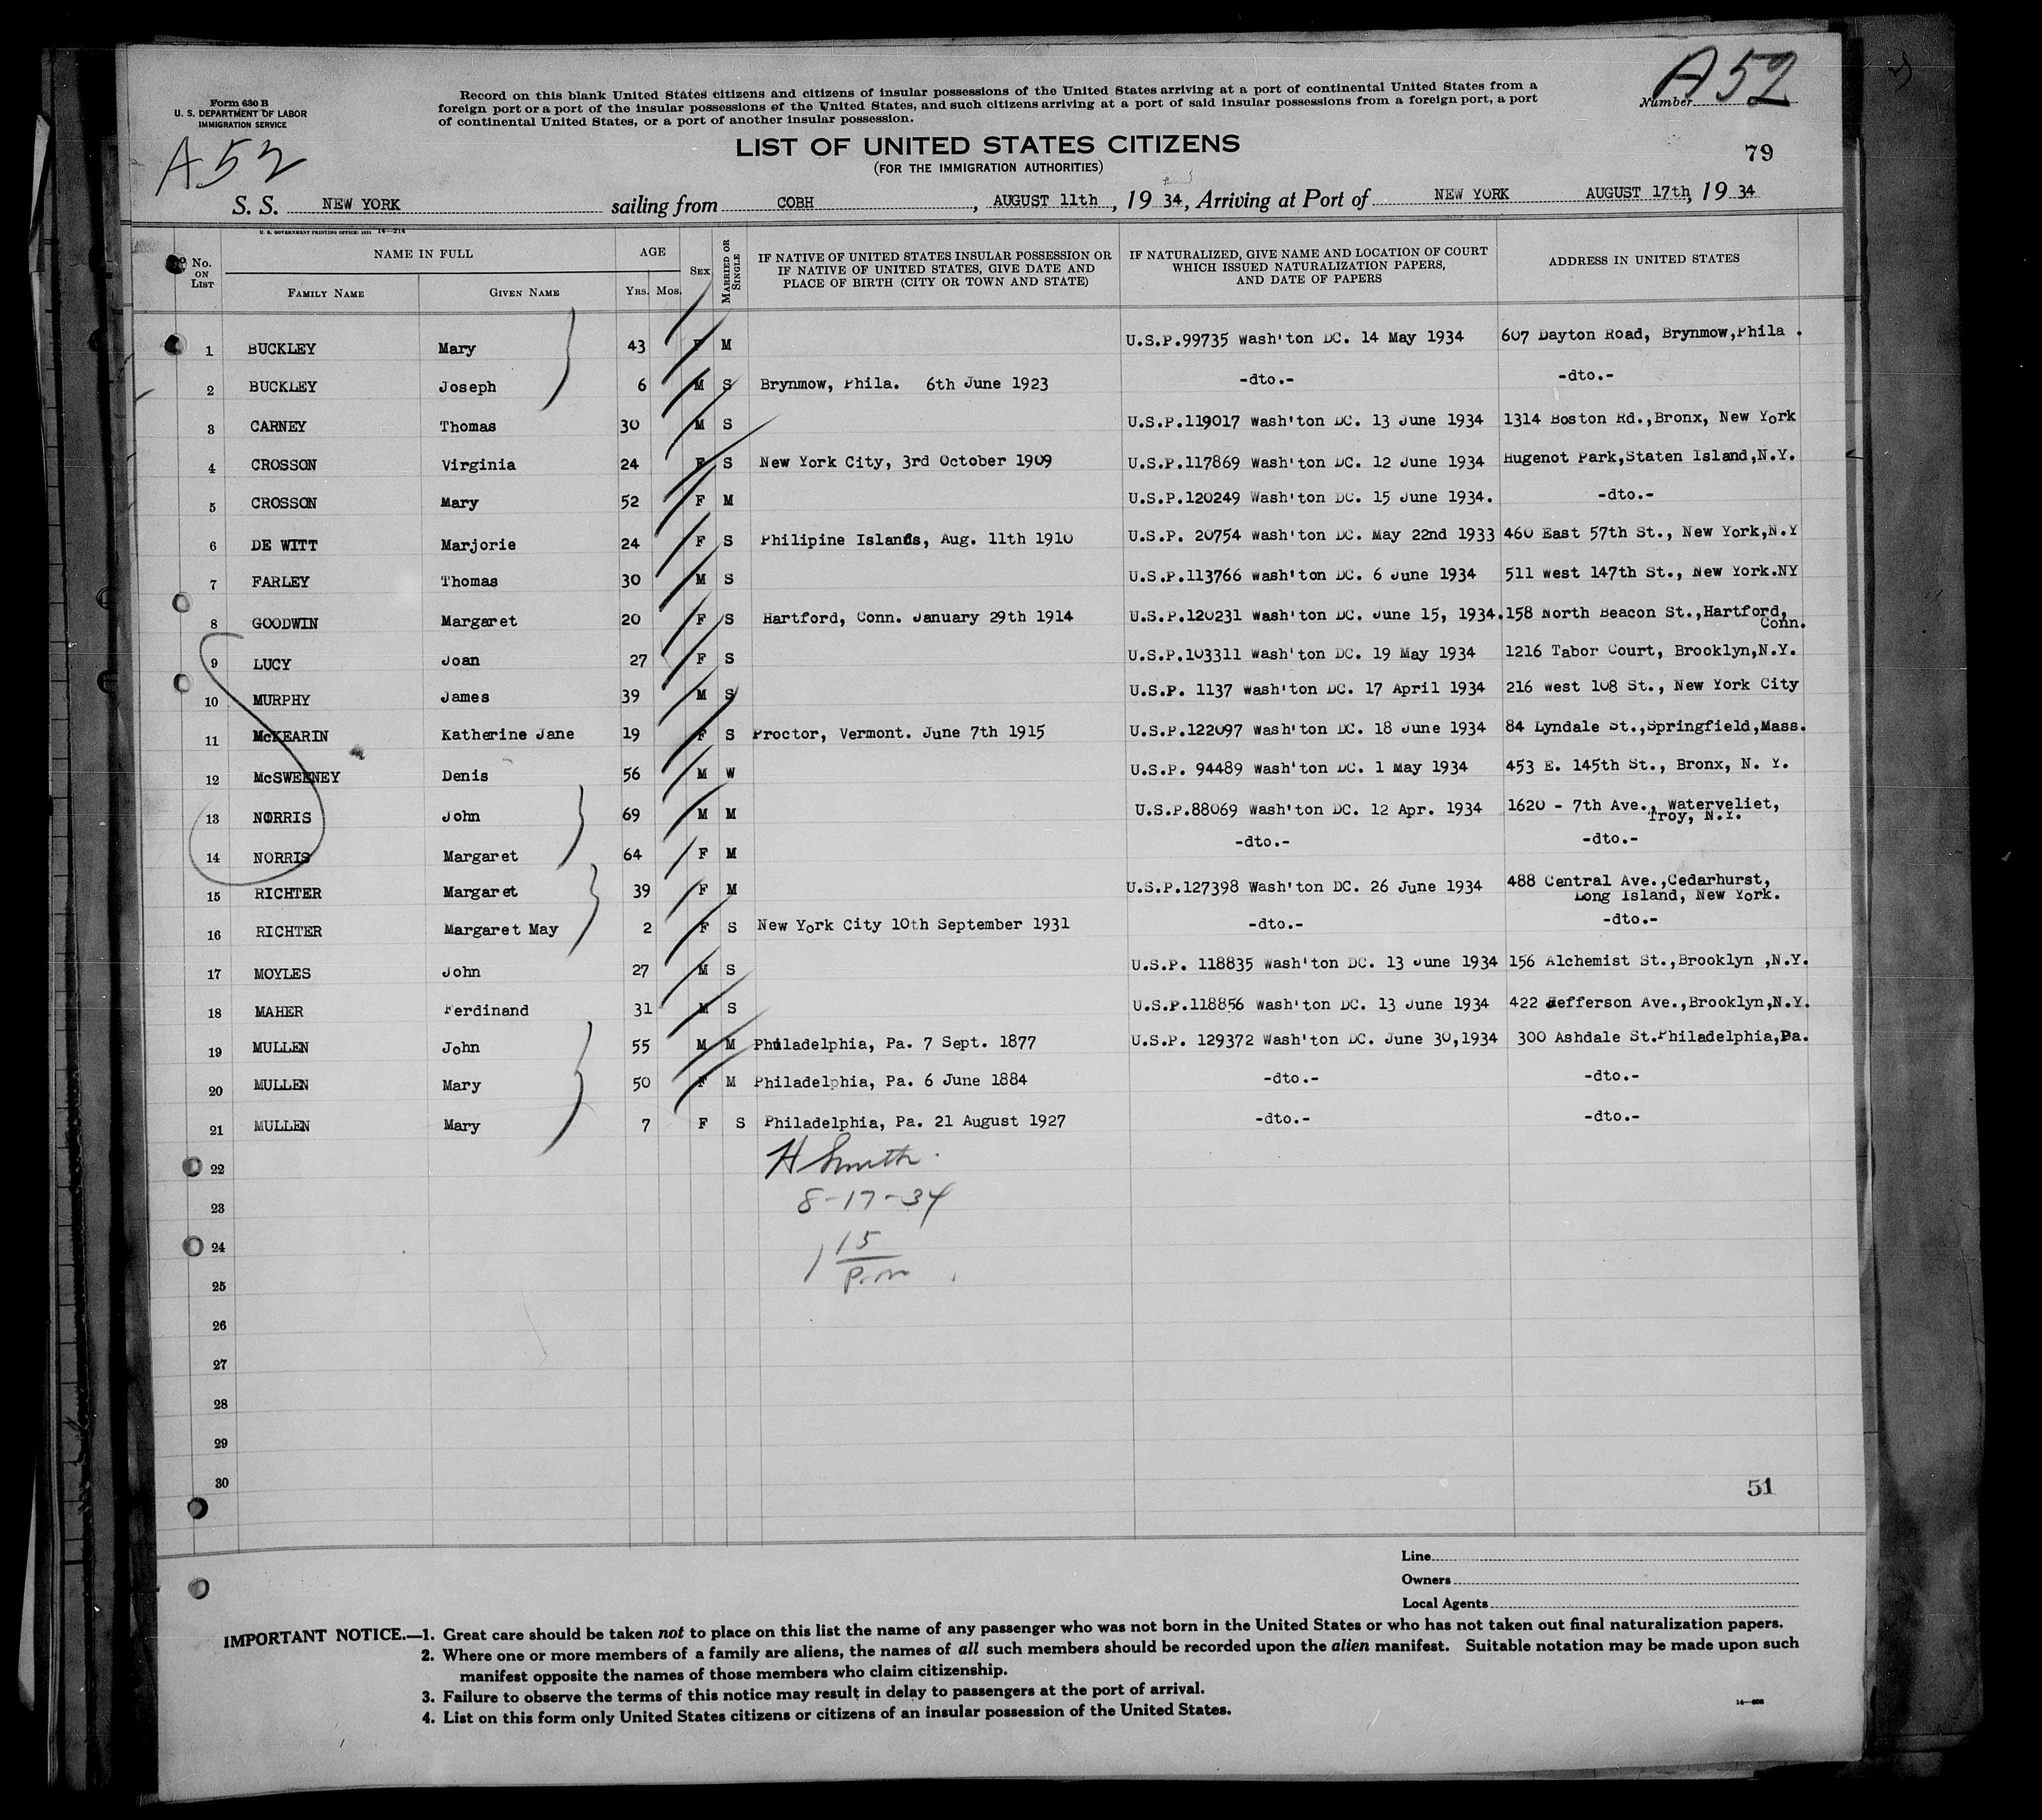 Form 630 B
U. S. DEPARTMENT OF LABOR
IMMIGRATION SERVICE
A52
Record on this blank United States citizens and citizens of insular possessions of the United States arriving at a port of continental United States from a
foreign port or a port of the insular possessions of the United States, and such citizens arriving at a port of said insular possessions from a foreign port, a port
of continental United States, or a port of another insular possession.
Number A52
LIST OF UNITED STATES CITIZENS
(FOR THE IMMIGRATION AUTHORITIES)
79
S. S. NEW YORK sailing from COBH, AUGUST 11th, 19 34, Arriving at Port of NEW YORK AUGUST 17th, 19 34
U. S. GOVERNMENT PRINTING OFFICE: 1931 14—214
No. ON LIST NAME IN FULL FAMILY NAME GIVEN NAME AGE YRS. MOS. SEX MARRIED OR SINGLE IF NATIVE OF UNITED STATES INSULAR POSSESSION OR IF NATIVE OF UNITED STATES, GIVE DATE AND PLACE OF BIRTH (CITY OR TOWN AND STATE) IF NATURALIZED, GIVE NAME AND LOCATION OF COURT WHICH ISSUED NATURALIZATION PAPERS, AND DATE OF PAPERS ADDRESS IN UNITED STATES
1 BUCKLEY Mary 43 F M U.S.P.99735 Wash'ton DC. 14 May 1934 607 Dayton Road, Brynmow,Phila .
2 BUCKLEY Joseph 6 M S Brynmow, Phila. 6th June 1923 -dto.- -dto.-
3 CARNEY Thomas 30 M S U.S.P.119017 Wash'ton DC. 13 June 1934 1314 Boston Rd.,Bronx, New York
4 CROSSON Virginia 24 F S New York City, 3rd October 1909 U.S.P.117869 Wash'ton DC. 12 June 1934 Hugenot Park,Staten Island,N.Y.
5 CROSSON Mary 52 F M U.S.P.120249 Wash'ton DC. 15 June 1934. -dto.-
6 DE WITT Marjorie 24 F S Philipine Islands, Aug. 11th 1910 U.S.P. 20754 Wash'ton DC. May 22nd 1933 460 East 57th St., New York,N.Y
7 FARLEY Thomas 30 M S U.S.P.113766 Wash'ton DC. 6 June 1934 511 West 147th St., New York.NY
8 GOODWIN Margaret 20 F S Hartford, Conn. January 29th 1914 U.S.P.120231 Wash'ton DC. June 15, 1934. 158 North Beacon St.,Hartford,
Conn.
9 LUCY Joan 27 F S U.S.P.103311 Wash'ton DC. 19 May 1934 1216 Tabor Court, Brooklyn,N.Y.
10 MURPHY James 39 M S U.S.P. 1137 Wash'ton DC. 17 April 1934 216 West 108 St., New York City
11 McKEARIN Katherine Jane 19 F S Proctor, Vermont. June 7th 1915 U.S.P.122097 Wash'ton DC. 18 June 1934 84 Lyndale St.,Springfield,Mass.
12 McSWEENEY Denis 56 M W U.S.P. 94489 Wash'ton DC. 1 May 1934 453 E. 145th St., Bronx, N. Y.
13 NORRIS John 69 M M U.S.P.88069 Wash'ton DC. 12 Apr. 1934 1620 - 7th Ave., Waterveliet,
Troy, N.Y.
14 NORRIS Margaret 64 F M -dto.- -dto.-
15 RICHTER Margaret 39 F M U.S.P.127398 Wash'ton DC. 26 June 1934 488 Central Ave.,Cedarhurst,
Long Island, New York.
16 RICHTER Margaret May 2 F S New York City 10th September 1931 -dto.- -dto.-
17 MOYLES John 27 M S U.S.P. 118835 Wash'ton DC. 13 June 1934 156 Alchemist St.,Brooklyn ,N.Y.
18 MAHER Ferdinand 31 M S U.S.P.118856 Wash'ton DC. 13 June 1934 422 Jefferson Ave.,Brooklyn,N.Y.
19 MULLEN John 55 M M Philadelphia, Pa. 7 Sept. 1877 U.S.P. 129372 Wash'ton DC. June 30,1934 300 Ashdale St.Philadelphia,Pa.
20 MULLEN Mary 50 F M Philadelphia, Pa. 6 June 1884 -dto.- -dto.-
21 MULLEN Mary 7 F S Philadelphia, Pa. 21 August 1927 -dto.- -dto.-
22 H Smith
23 8-17-34
24 1 15
25 P.m
26
27
28
29
30
51
Line
Owners
Local Agents
IMPORTANT NOTICE.—1. Great care should be taken not to place on this list the name of any passenger who was not born in the United States or who has not taken out final naturalization papers.
2. Where one or more members of a family are aliens, the names of all such members should be recorded upon the alien manifest. Suitable notation may be made upon such
manifest opposite the names of those members who claim citizenship.
3. Failure to observe the terms of this notice may result in delay to passengers at the port of arrival.
4. List on this form only United States citizens or citizens of an insular possession of the United States.